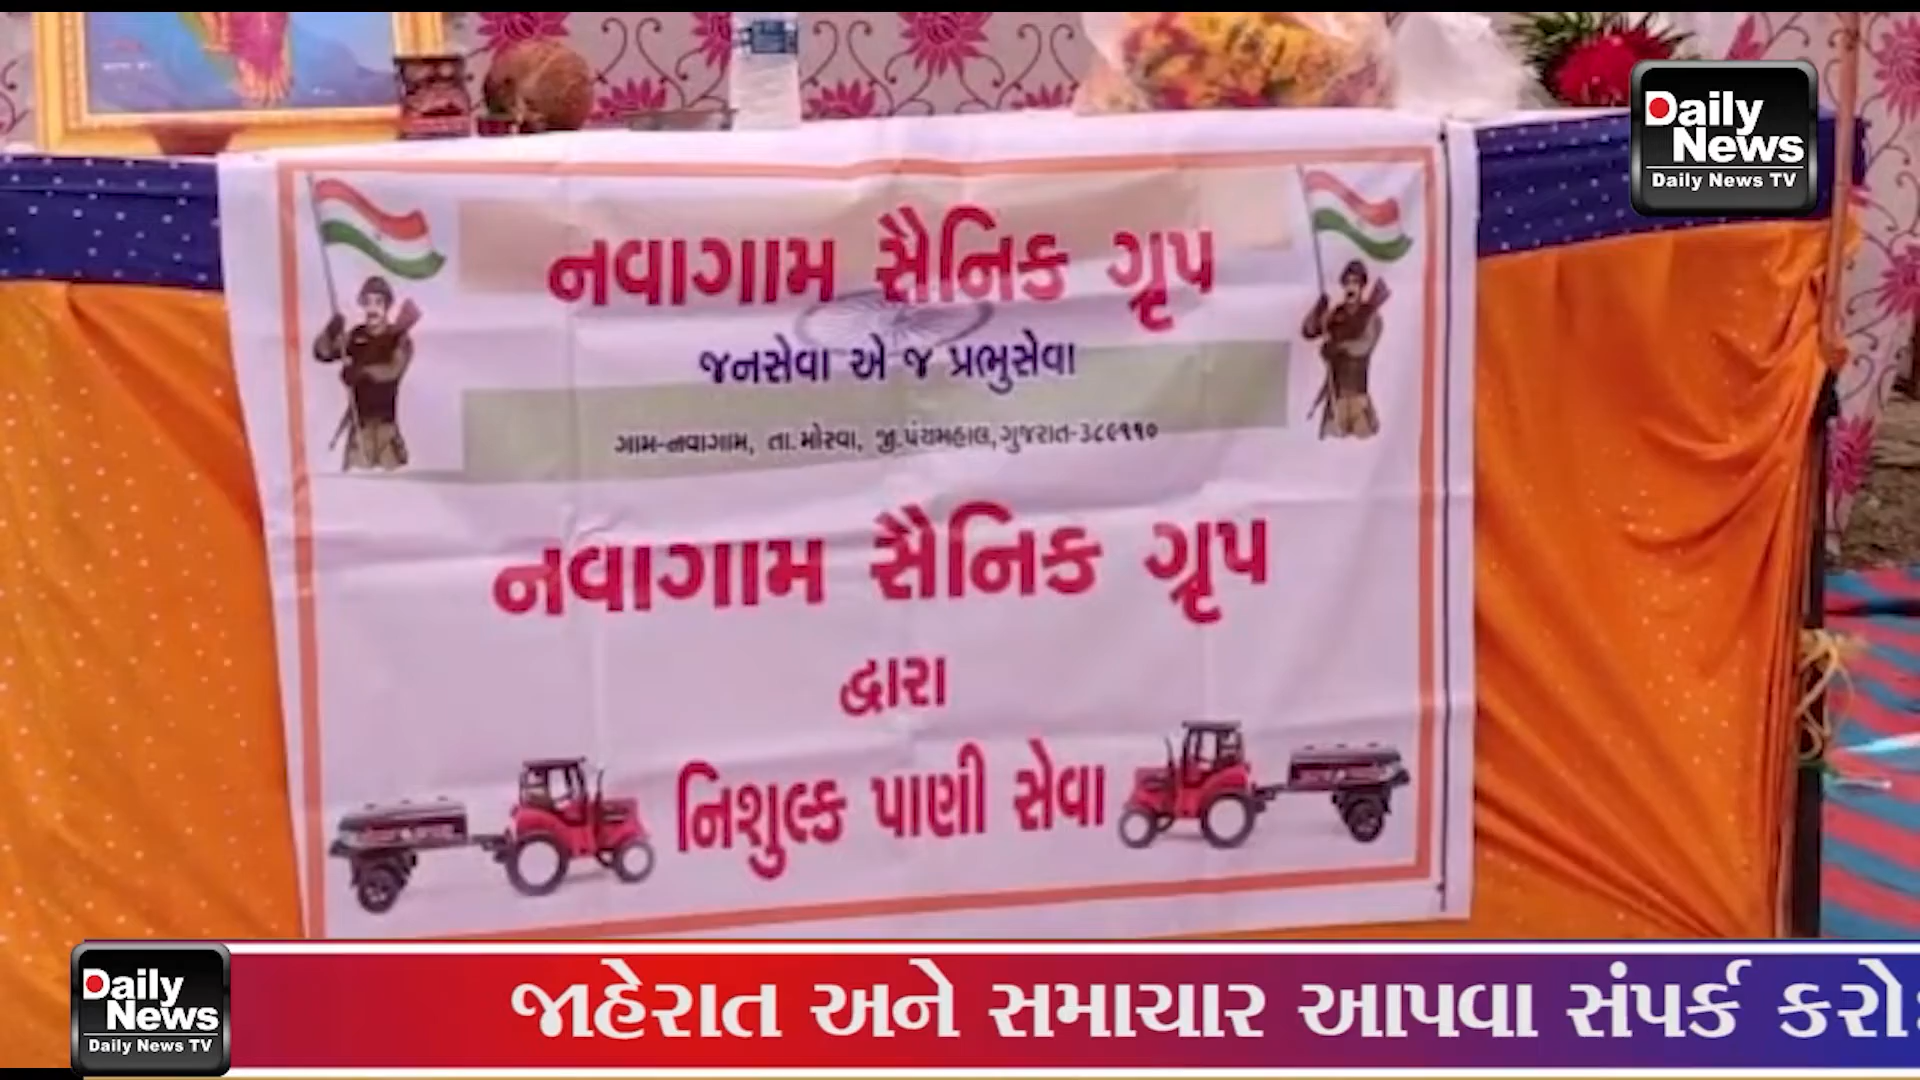 Daily
News
Daily News TV
નવાગામ સૈનિક ગ્રૃપ
જનસેવા એ જ પ્રભુસેવા
ગામ-નવાગામ, તા.મોરવા, જી.પંચમહાલ,ગુજરાત-૩૮૯૧૧૦
નવાગામ સૈનિક ગ્રૃપ
દ્વારા
નિશુલ્ક પાણી સેવા
Daily
News
Daily News TV
જાહેરાત અને સમાચાર આપવા સંપર્ક કરો: